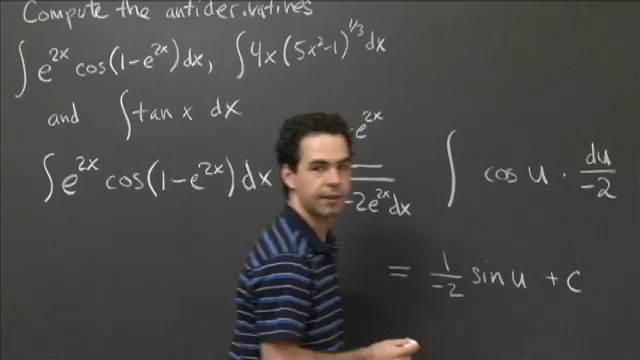 Compute the antiderivatives
∫ e^{2x} cos(1-e^{2x}) dx, ∫ 4x(5x²-1)^{1/3} dx
and ∫ tan x dx
∫ e^{2x} cos(1-e^{2x}) dx
-e^{2x}
-2e^{2x} dx
∫ cos u · du/-2
= 1/-2 sin u + c